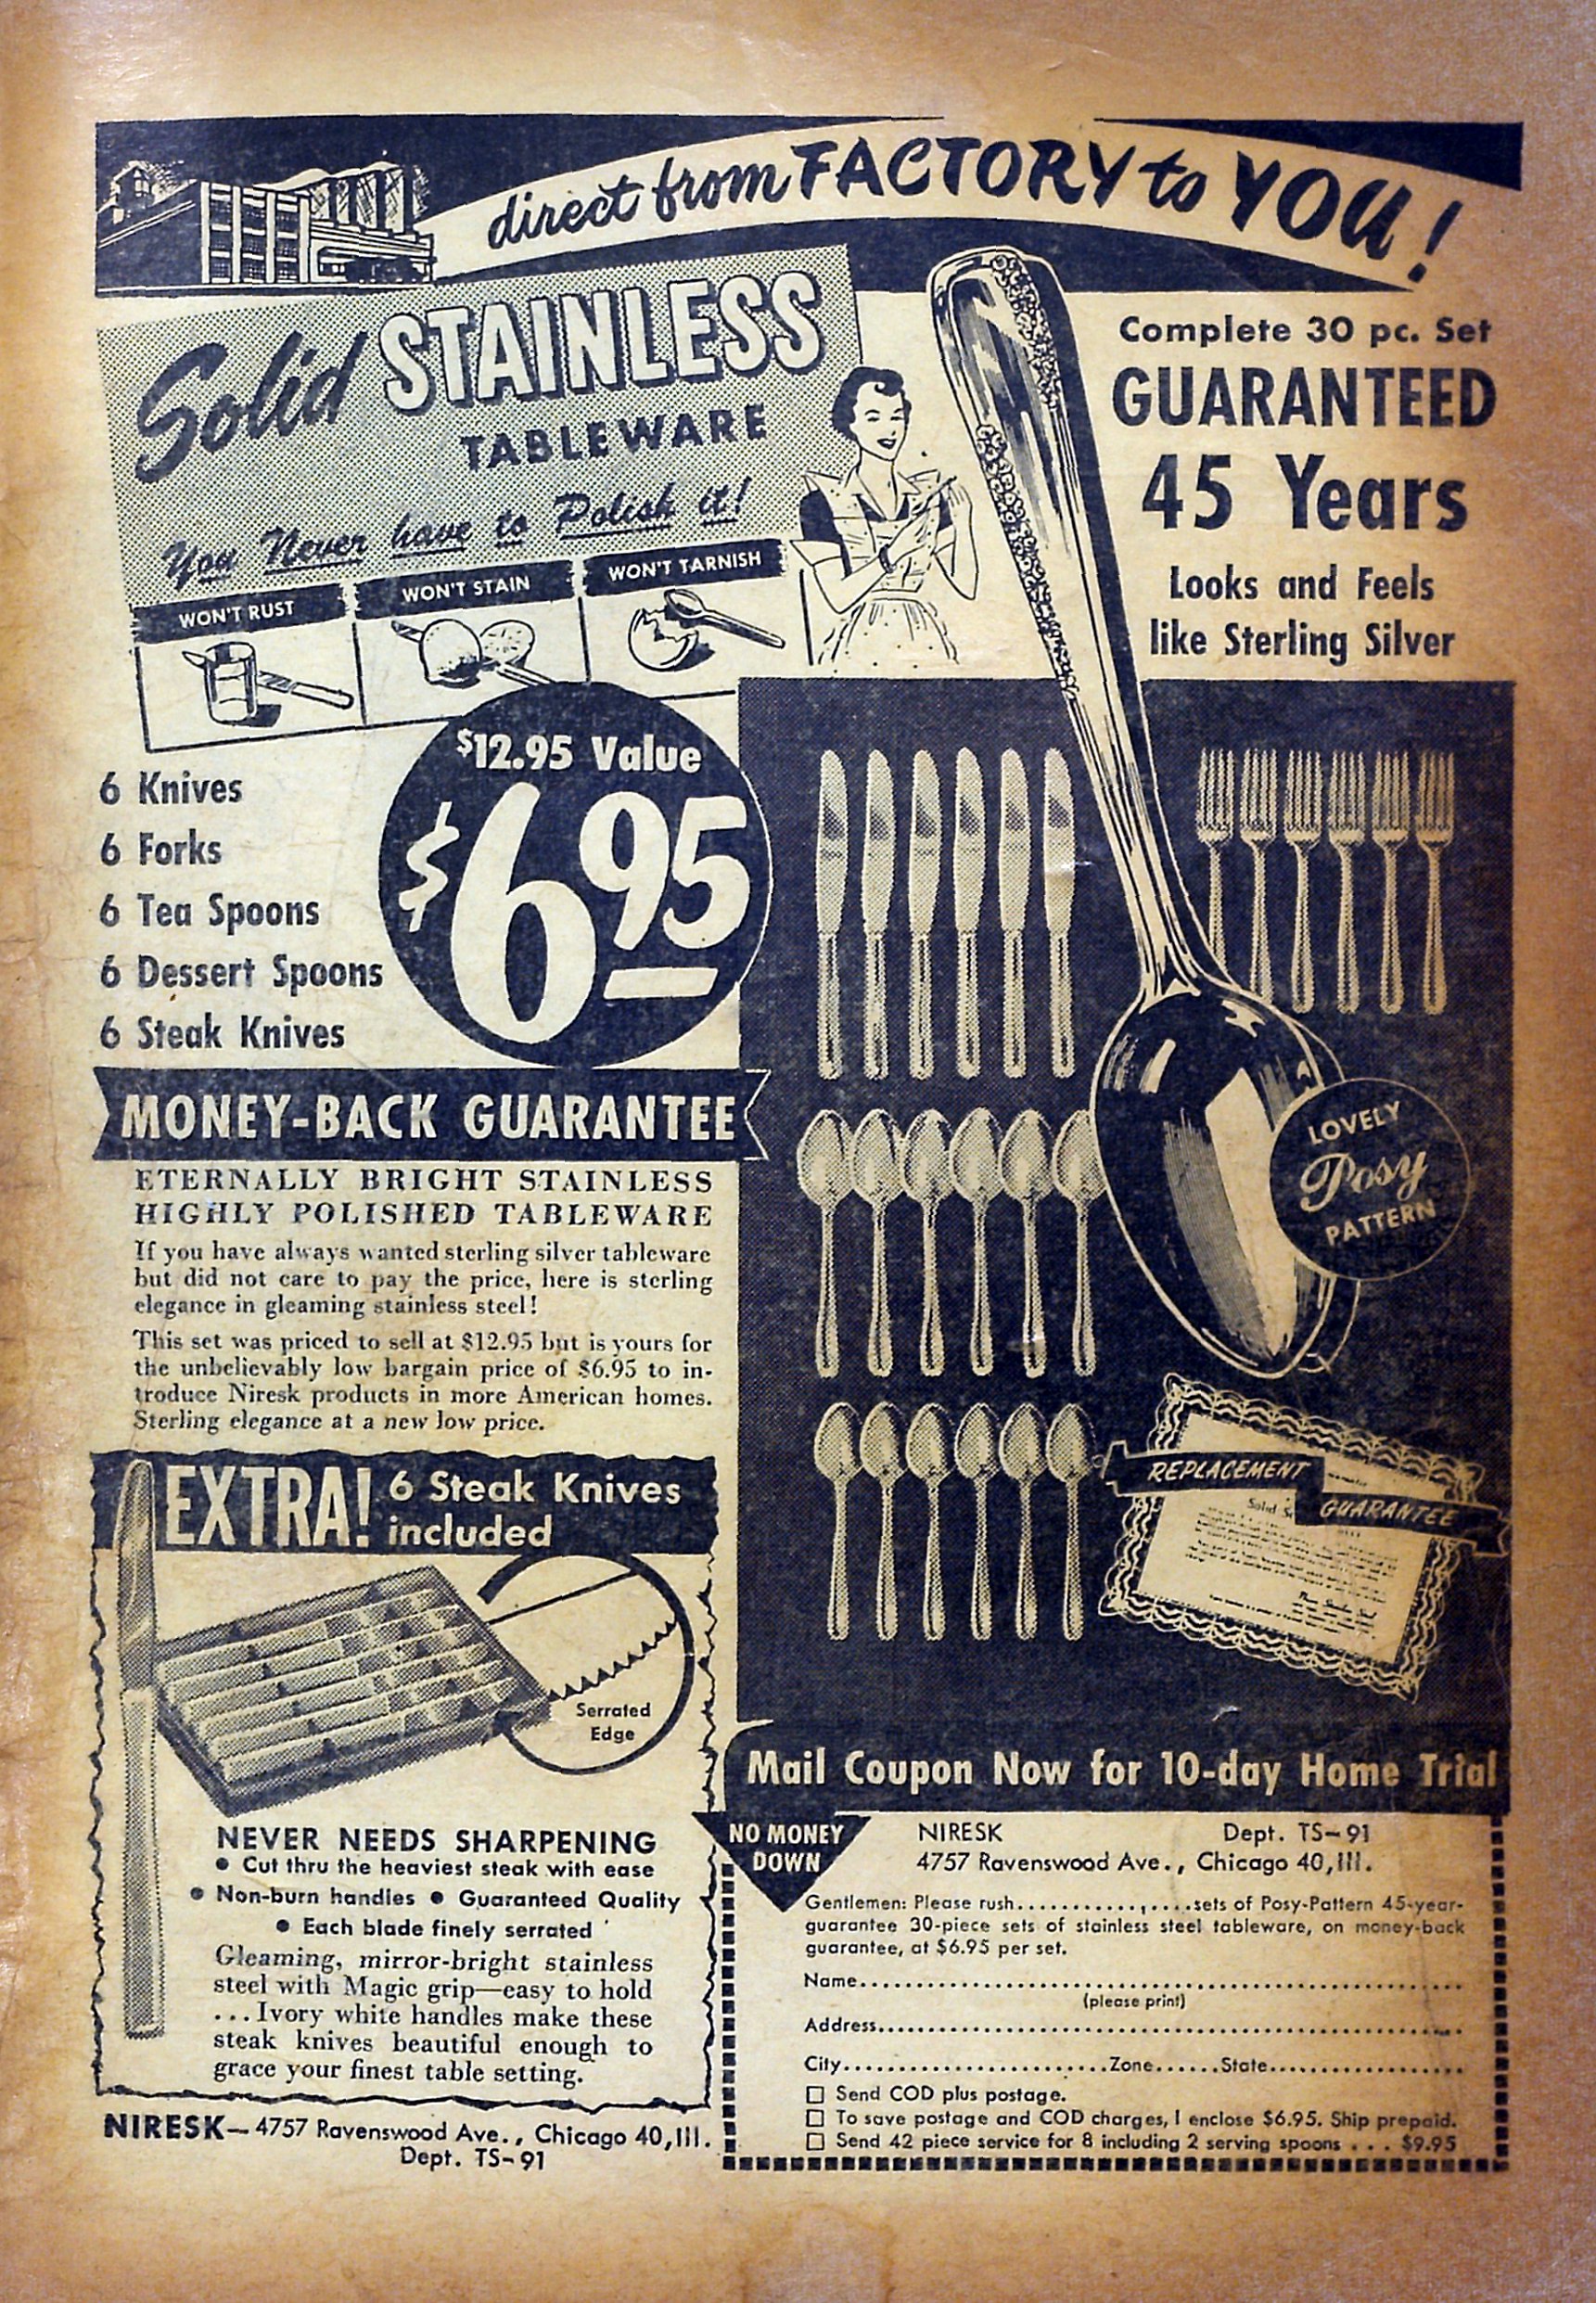 direct from FACTORY to YOU!
Solid STAINLESS
TABLEWARE
You Never have to Polish it!
WON'T RUST
WON'T STAIN
WON'T TARNISH
Complete 30 pc. Set
GUARANTEED
45 Years
Looks and Feels
like Sterling Silver
$12.95 Value
$6.95
6 Knives
6 Forks
6 Tea Spoons
6 Dessert Spoons
6 Steak Knives
MONEY-BACK GUARANTEE
ETERNALLY BRIGHT STAINLESS
HIGHLY POLISHED TABLEWARE
If you have always wanted sterling silver tableware
but did not care to pay the price, here is sterling
elegance in gleaming stainless steel!
This set was priced to sell at $12.95 but is yours for
the unbelievably low bargain price of $6.95 to in-
troduce Niresk products in more American homes.
Sterling elegance at a new low price.
LOVELY
Posy
PATTERN
REPLACEMENT
GUARANTEE
Solid
EXTRA! 6 Steak Knives
included
Serrated
Edge
NEVER NEEDS SHARPENING
● Cut thru the heaviest steak with ease
● Non-burn handles ● Guaranteed Quality
● Each blade finely serrated
Gleaming, mirror-bright stainless
steel with Magic grip—easy to hold
...Ivory white handles make these
steak knives beautiful enough to
grace your finest table setting.
NIRESK—4757 Ravenswood Ave., Chicago 40, Ill.
Dept. TS-91
Mail Coupon Now for 10-day Home Trial
NO MONEY
DOWN
NIRESK Dept. TS-91
4757 Ravenswood Ave., Chicago 40, Ill.
Gentlemen: Please rush..................sets of Posy-Pattern 45-year-
guarantee 30-piece sets of stainless steel tableware, on money-back
guarantee, at $6.95 per set.
Name............................................................
(please print)
Address..........................................................
City..........................Zone......State...................
☐ Send COD plus postage.
☐ To save postage and COD charges, I enclose $6.95. Ship prepaid.
☐ Send 42 piece service for 8 including 2 serving spoons . . . $9.95